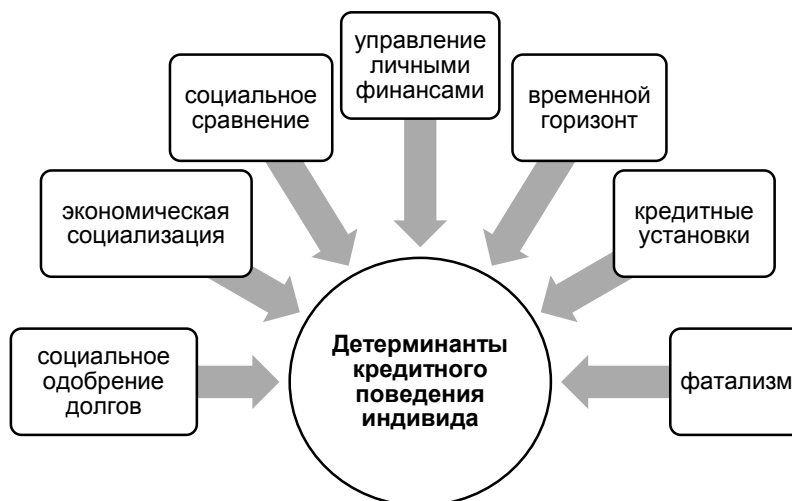 управление
личными
финансами
социальное
сравнение
временной
горизонт
экономическая
социализация
кредитные
установки
социальное
одобрение
долгов
Детерминанты
кредитного
поведения
индивида
фатализм